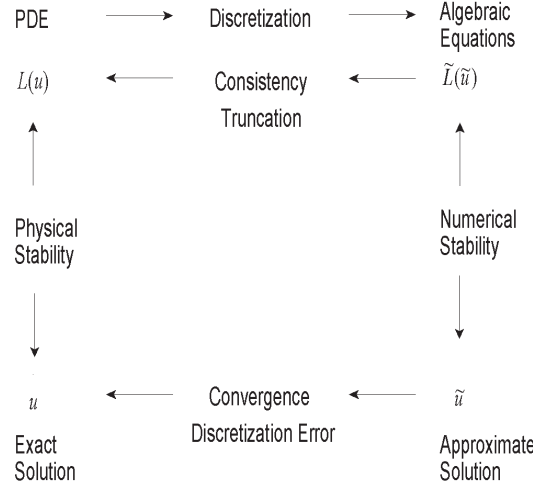 PDE
Discretization
Algebraic
Equations
L(u)
Consistency
Truncation
L̃(ũ)
Physical
Stability
Numerical
Stability
u
Convergence
Discretization Error
ũ
Exact
Solution
Approximate
Solution